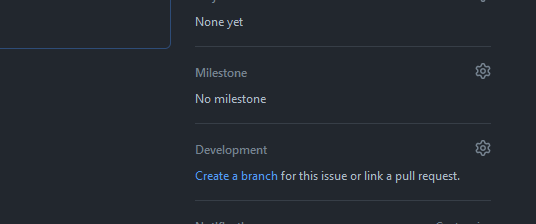 None yet
Milestone
No milestone
Development
Create a branch for this issue or link a pull request.